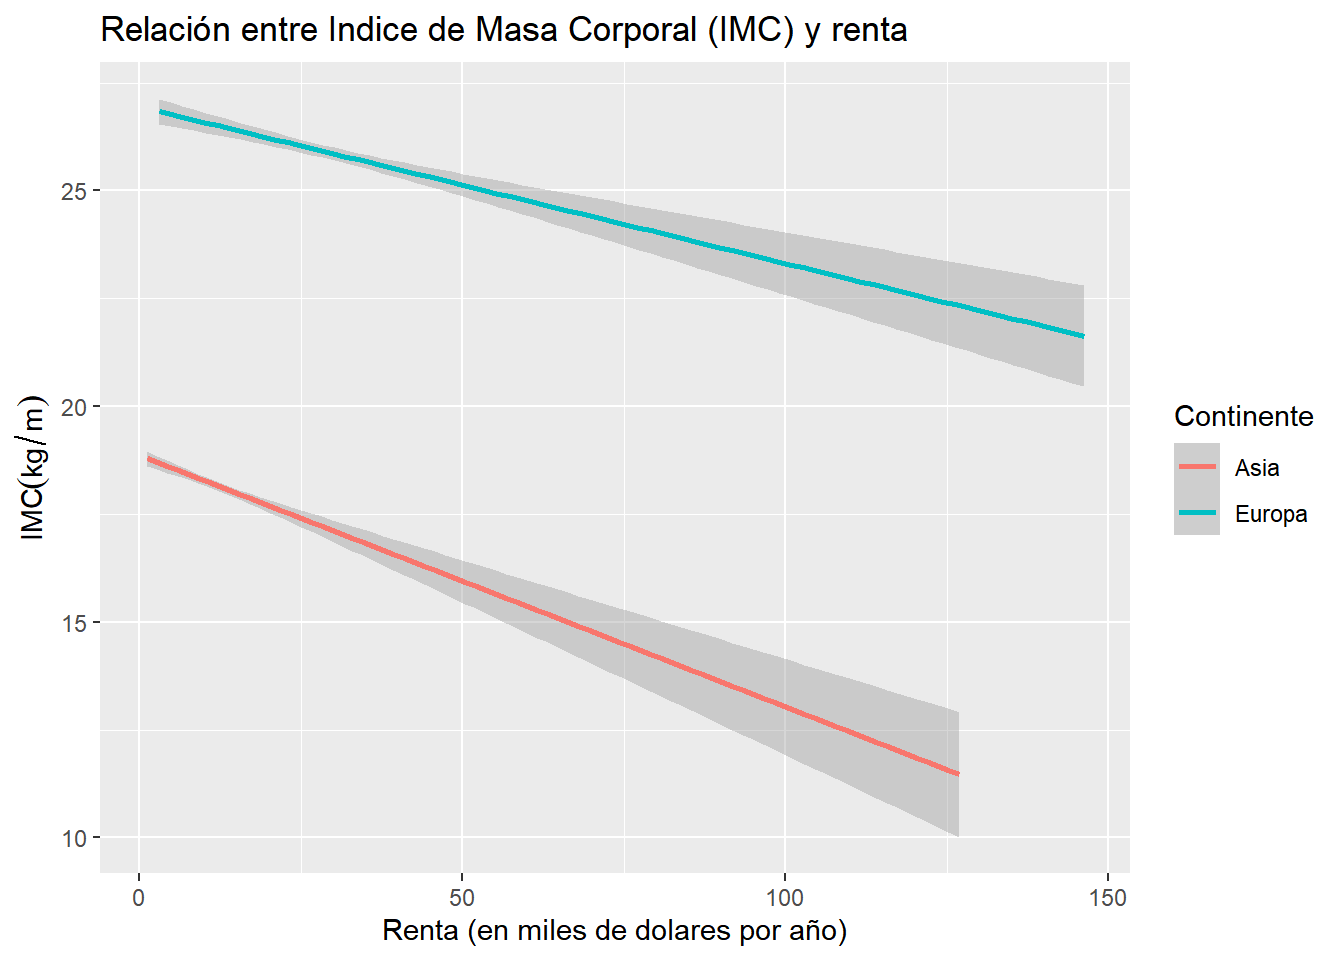 Relación entre Indice de Masa Corporal (IMC) y renta
IMC(kg/m)
25
20
15
10
0
50
100
150
Renta (en miles de dolares por año)
Continente
Asia
Europa